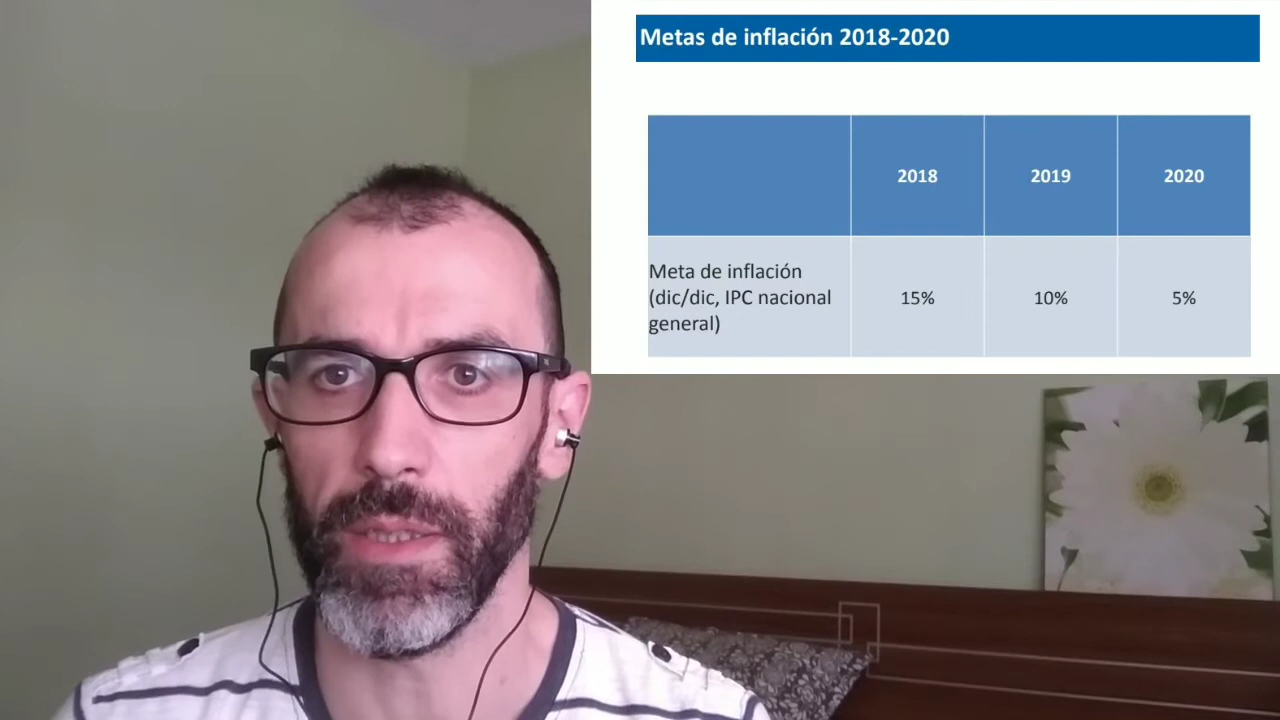 Metas de inflación 2018-2020
2018 2019 2020
Meta de inflación
(dic/dic, IPC nacional 15% 10% 5%
general)